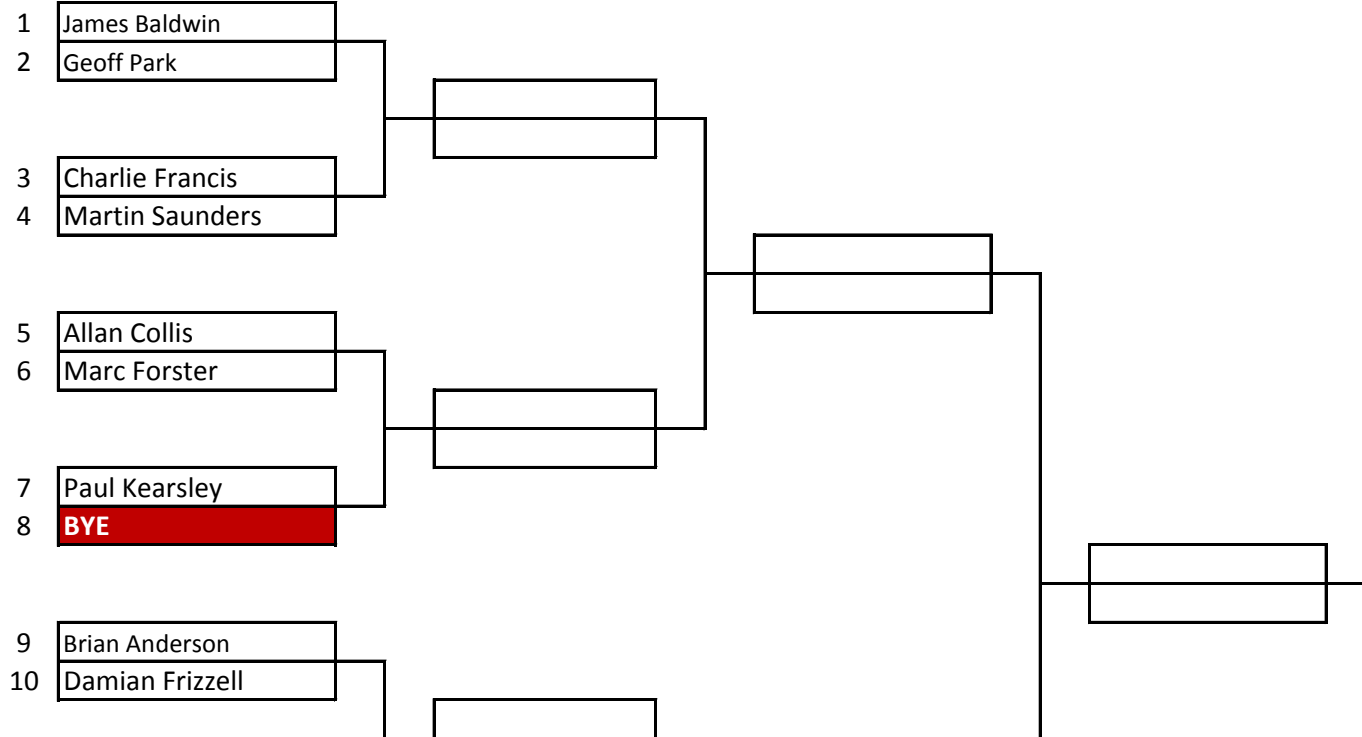 1 James Baldwin
2 Geoff Park
3 Charlie Francis
4 Martin Saunders
5 Allan Collis
6 Marc Forster
7 Paul Kearsley
8 BYE
9 Brian Anderson
10 Damian Frizzell